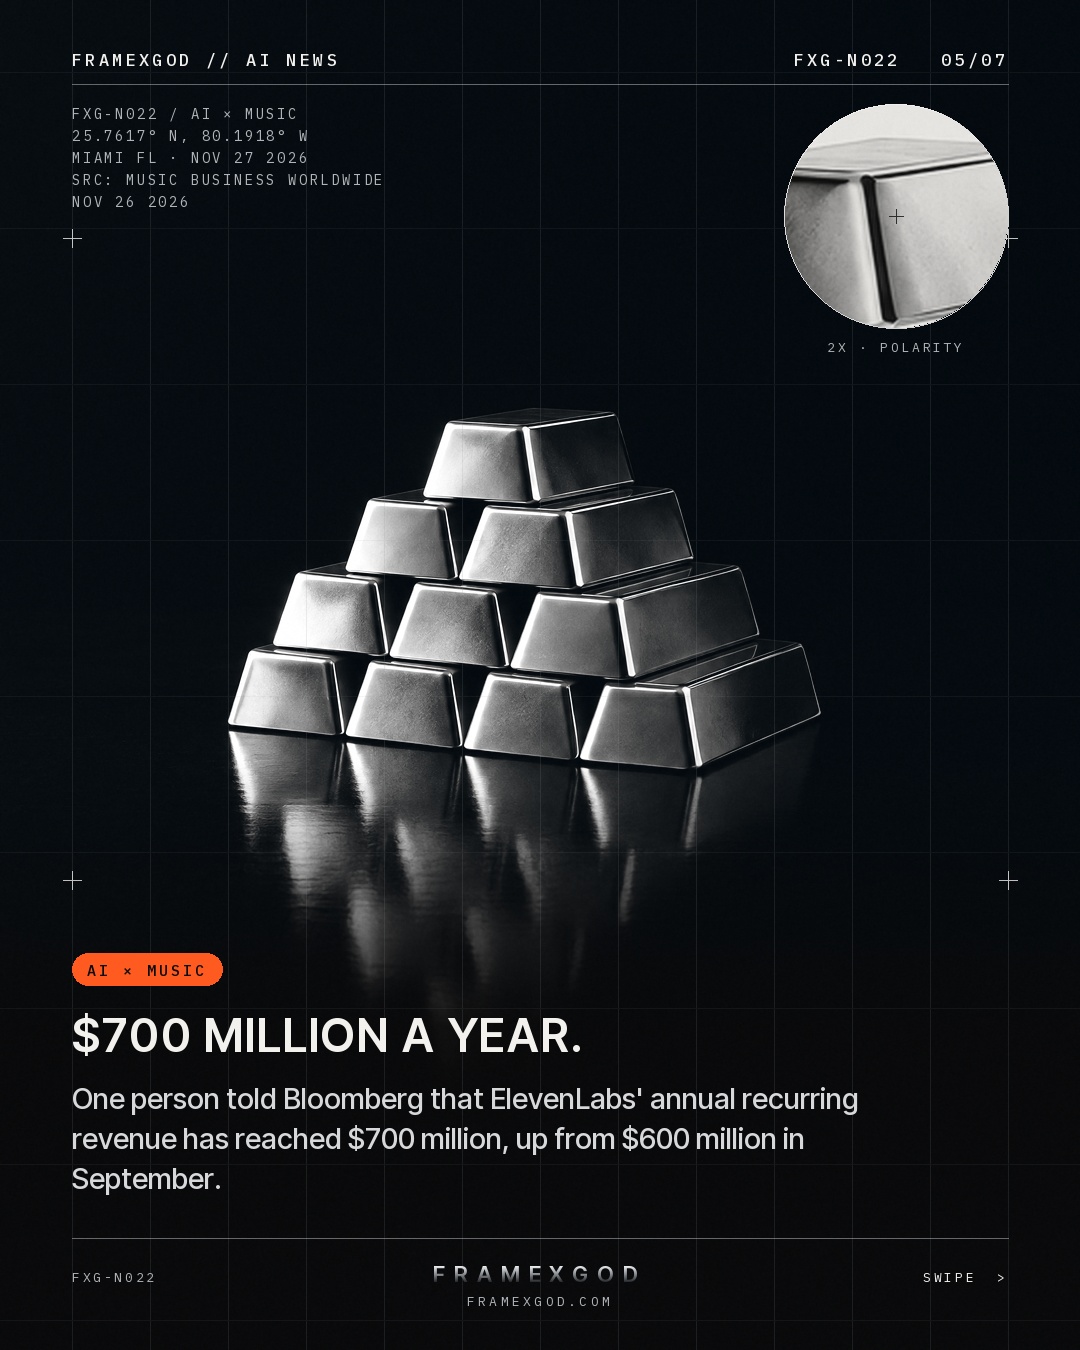 FRAMEXGOD // AI NEWS
FXG-N022 05/07
FXG-N022 / AI × MUSIC
25.7617° N, 80.1918° W
MIAMI FL · NOV 27 2026
SRC: MUSIC BUSINESS WORLDWIDE
NOV 26 2026
2X · POLARITY
AI × MUSIC
$700 MILLION A YEAR.
One person told Bloomberg that ElevenLabs' annual recurring
revenue has reached $700 million, up from $600 million in
September.
FXG-N022
FRAMEXGOD
FRAMEXGOD.COM
SWIPE >